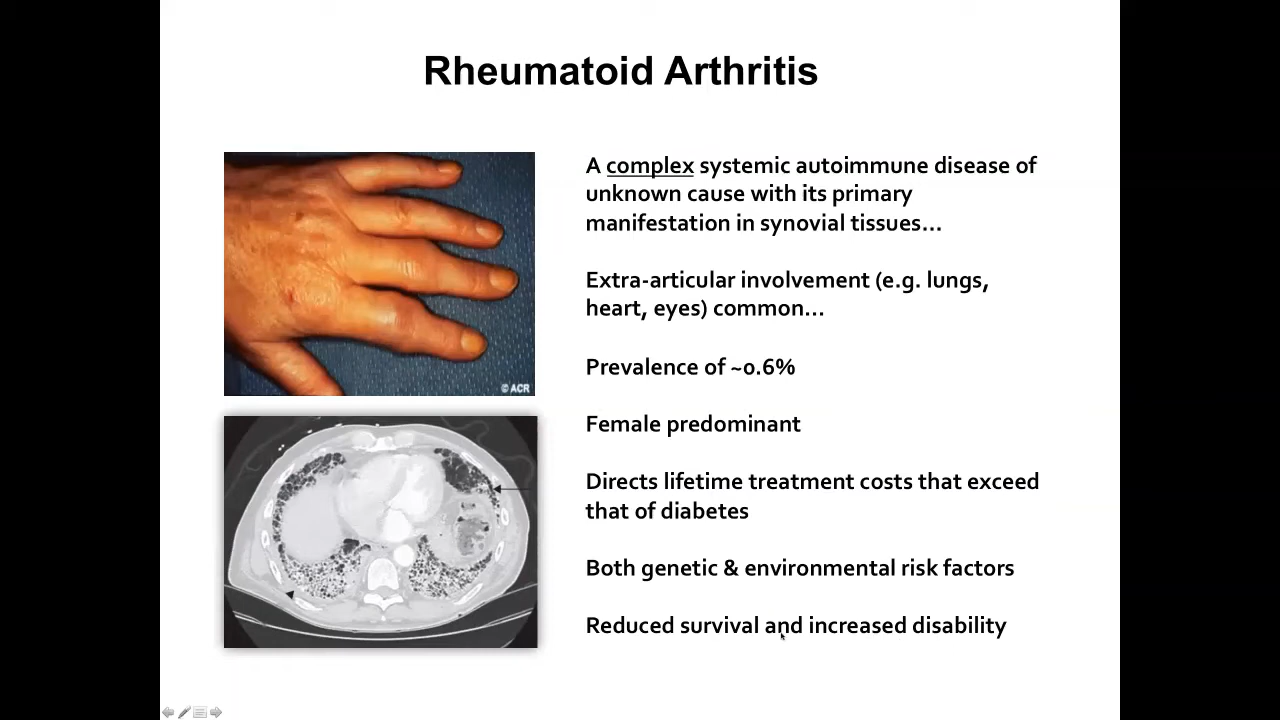 Rheumatoid Arthritis
A complex systemic autoimmune disease of
unknown cause with its primary
manifestation in synovial tissues...
Extra-articular involvement (e.g. lungs,
heart, eyes) common...
Prevalence of ~0.6%
Female predominant
Directs lifetime treatment costs that exceed
that of diabetes
Both genetic & environmental risk factors
Reduced survival and increased disability
© ACR